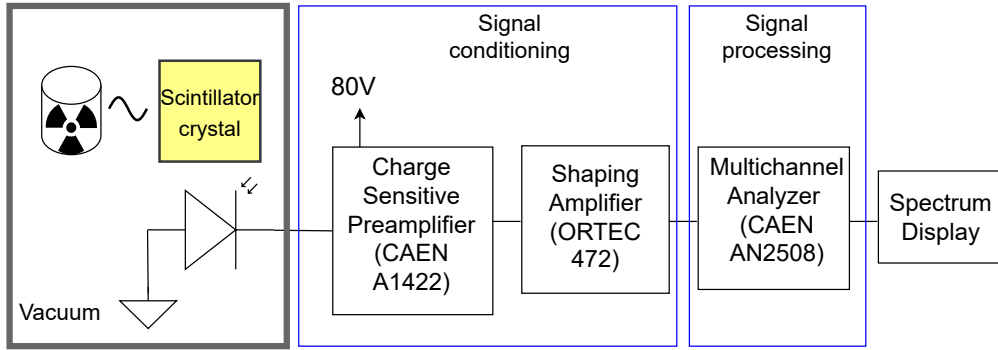 Signal
conditioning
Signal
processing
80V
Scintillator
crystal
Vacuum
Charge
Sensitive
Preamplifier
(CAEN
A1422)
Shaping
Amplifier
(ORTEC
472)
Multichannel
Analyzer
(CAEN
AN2508)
Spectrum
Display